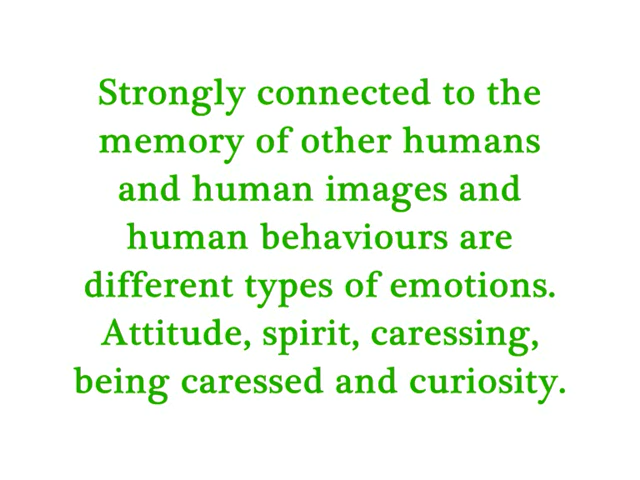 Strongly connected to the
memory of other humans
and human images and
human behaviours are
different types of emotions.
Attitude, spirit, caressing,
being caressed and curiosity.